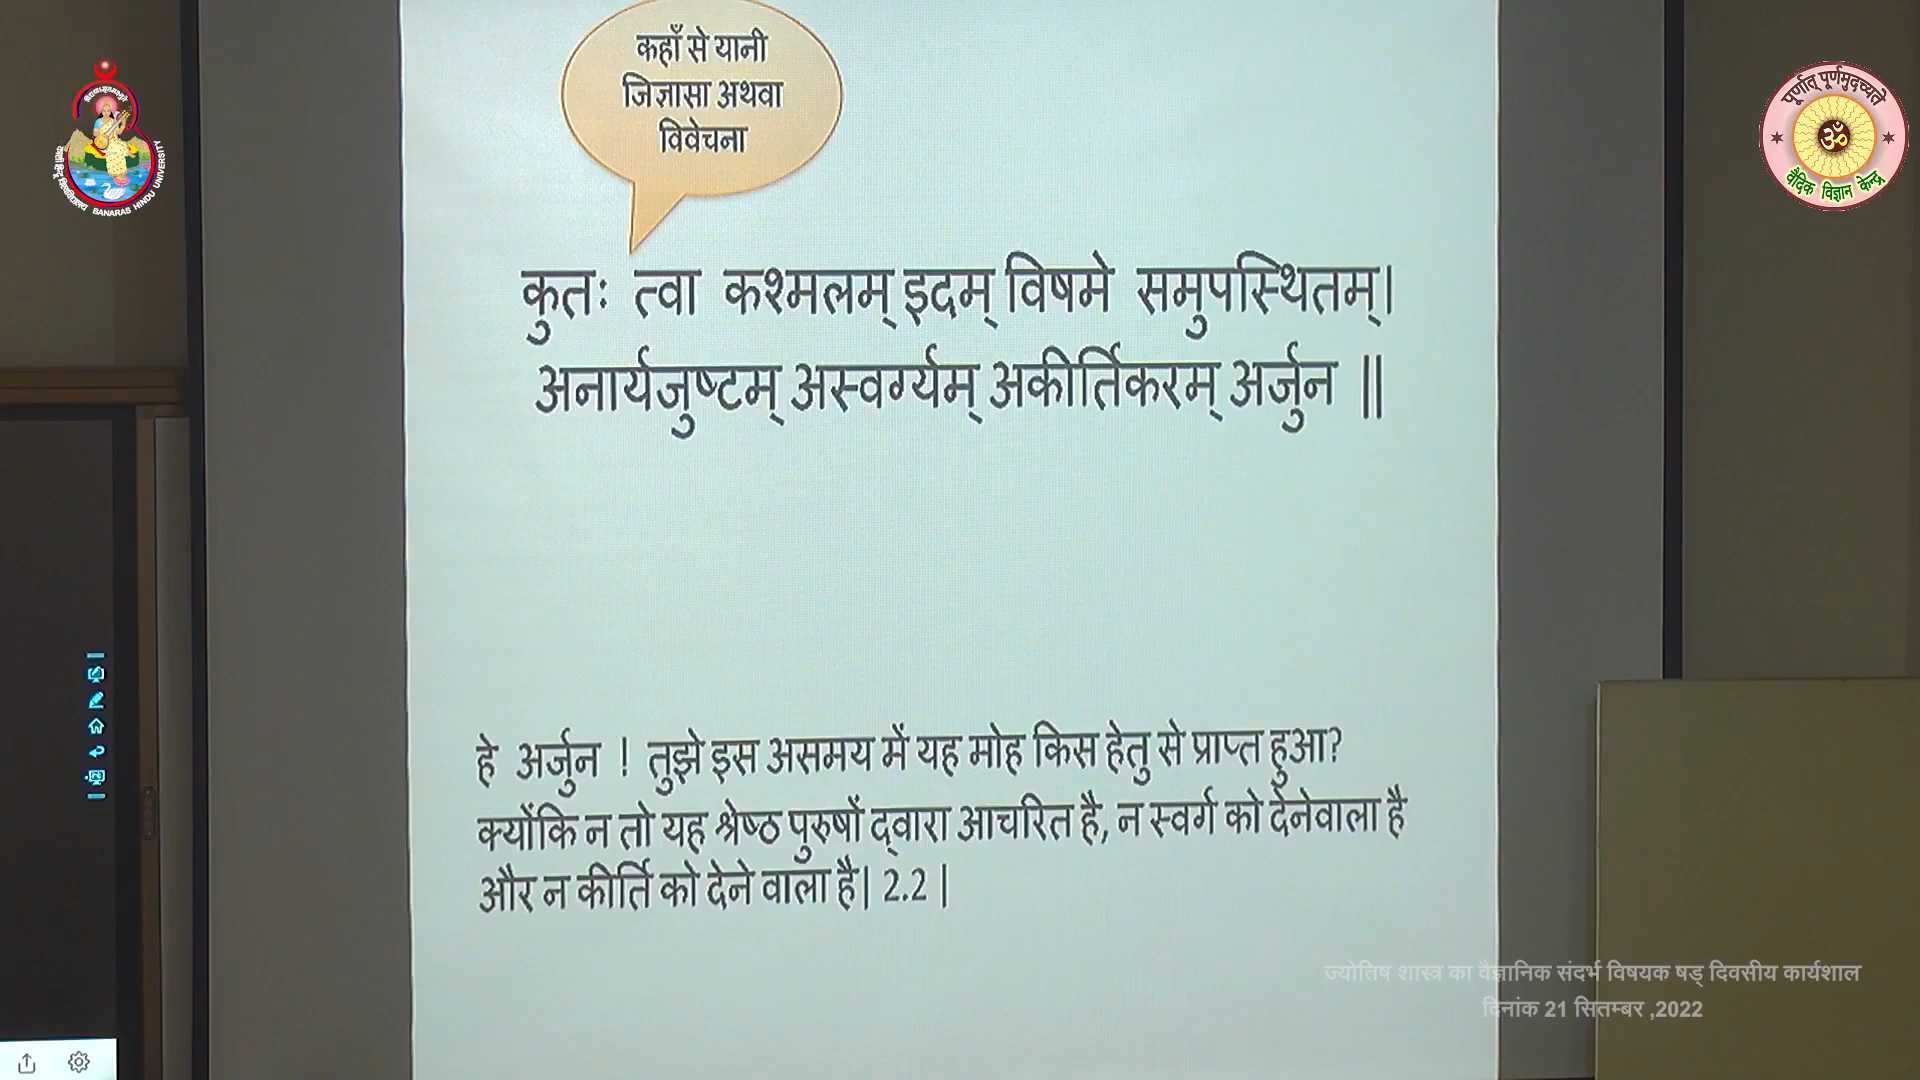 कहाँ से यानी
जिज्ञासा अथवा
विवेचना
कुतः त्वा कश्मलम् इदम् विषमे समुपस्थितम्।
अनार्यजुष्टम् अस्वर्ग्यम् अकीर्तिकरम् अर्जुन ||
हे अर्जुन ! तुझे इस असमय में यह मोह किस हेतु से प्राप्त हुआ?
क्योंकि न तो यह श्रेष्ठ पुरुषों द्वारा आचरित है, न स्वर्ग को देनेवाला है
और न कीर्ति को देने वाला है| 2.2 |
ज्योतिष शास्त्र का वैज्ञानिक संदर्भ विषयक षड् दिवसीय कार्यशाल
दिनांक 21 सितम्बर ,2022
BANARAS HINDU UNIVERSITY
काशी हिन्दू विश्वविद्यालय
पूर्णात् पूर्णमुदच्यते
ॐ
वैदिक विज्ञान केन्द्र